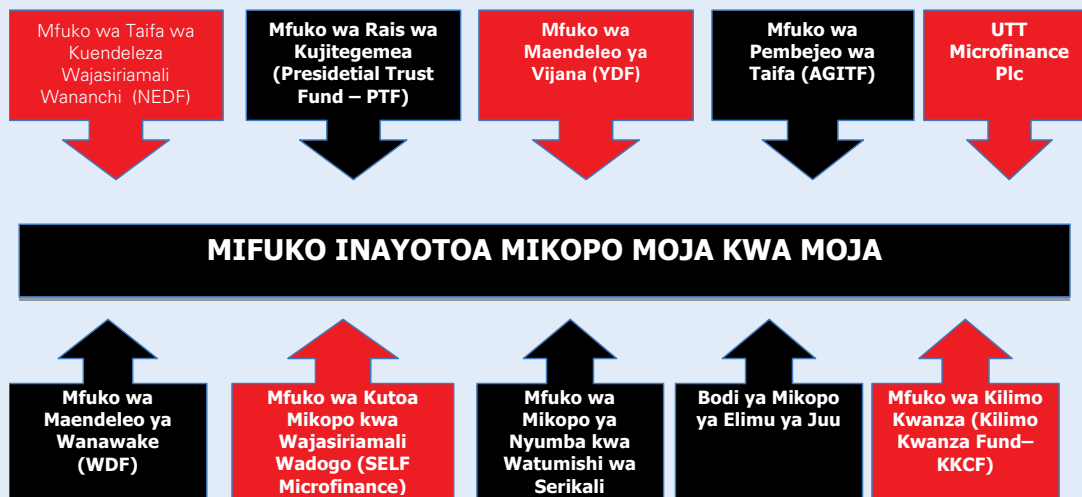 Mfuko wa Taifa wa
Kuendeleza
Wajasiriamali
Wananchi (NEDF)
Mfuko wa Rais wa
Kujitegemea
(Presidetial Trust
Fund – PTF)
Mfuko wa
Maendeleo ya
Vijana (YDF)
Mfuko wa
Pembejeo wa
Taifa (AGITF)
UTT
Microfinance
Plc
MIFUKO INAYOTOA MIKOPO MOJA KWA MOJA
Mfuko wa
Maendeleo ya
Wanawake
(WDF)
Mfuko wa Kutoa
Mikopo kwa
Wajasiriamali
Wadogo (SELF
Microfinance)
Mfuko wa
Mikopo ya
Nyumba kwa
Watumishi wa
Serikali
Bodi ya Mikopo
ya Elimu ya Juu
Mfuko wa Kilimo
Kwanza (Kilimo
Kwanza Fund–
KKCF)